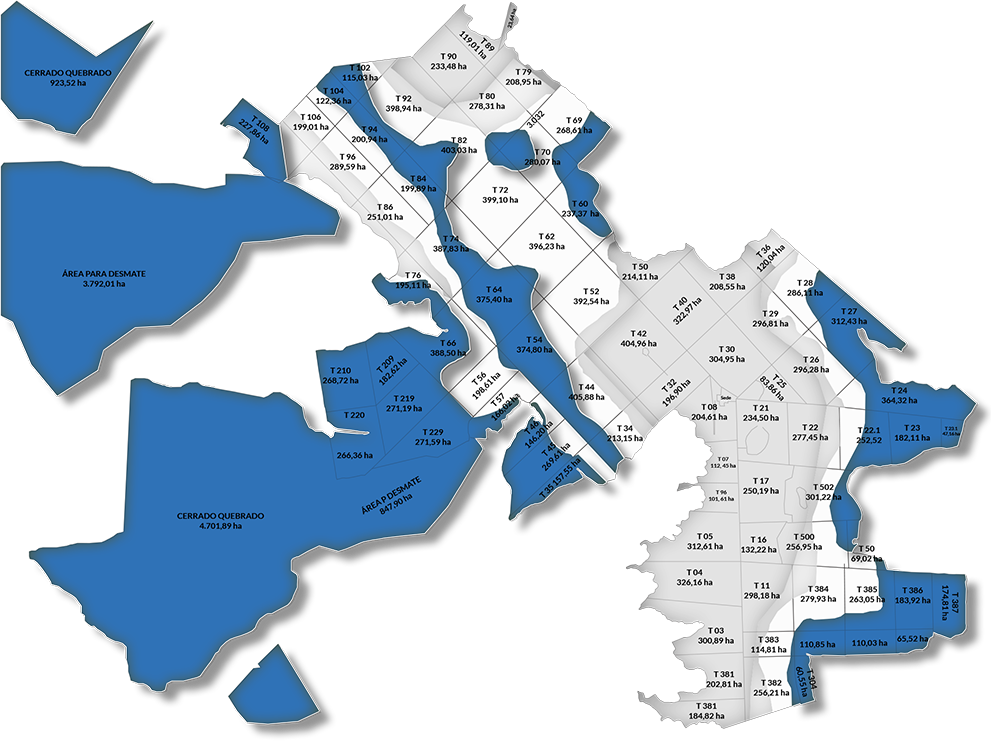 CERRADO QUEBRADO
923,52 ha
T 108
227,86 ha
ÁREA PARA DESMATE
3.792,01 ha
CERRADO QUEBRADO
4.701,89 ha
ÁREA P DESMATE
847,90 ha
T 210
268,72 ha
T 209
182,62 ha
T 220
T 219
271,19 ha
T 229
271,59 ha
266,36 ha
T 89
119,01 ha
T 90
233,48 ha
T 79
208,95 ha
T 102
115,03 ha
T 104
122,36 ha
T 92
398,94 ha
T 80
278,31 ha
3.032
T 69
268,61 ha
T 106
199,01 ha
T 94
200,94 ha
T 82
403,03 ha
T 70
280,07 ha
T 96
289,59 ha
T 84
199,89 ha
T 72
399,10 ha
T 60
237,37 ha
T 86
251,01 ha
T 74
387,83 ha
T 62
396,23 ha
T 76
195,11 ha
T 64
375,40 ha
T 52
392,54 ha
T 50
214,11 ha
T 38
208,55 ha
T 36
120,04 ha
T 28
286,11 ha
T 27
312,43 ha
T 40
322,97 ha
T 29
296,81 ha
T 66
388,50 ha
T 54
374,80 ha
T 42
404,96 ha
T 30
304,95 ha
T 26
296,28 ha
T 56
198,61 ha
T 57
166,02 ha
T 44
405,88 ha
T 32
196,90 ha
T 25
83,86 ha
T 24
364,32 ha
Sede
T 46
146,20 ha
T 45
269,61 ha
T 35 157,55 ha
T 34
213,15 ha
T 08
204,61 ha
T 21
234,50 ha
T 22
277,45 ha
T 22.1
252,52
T 23
182,11 ha
T 23.1
T 07
112,45 ha
T 96
101,61 ha
T 17
250,19 ha
T 502
301,22 ha
T 05
312,61 ha
T 16
132,22 ha
T 500
256,95 ha
T 50
69,02 ha
T 04
326,16 ha
T 11
298,18 ha
T 384
279,93 ha
T 385
263,05 ha
T 386
183,92 ha
T 387
174,81 ha
T 03
300,89 ha
T 383
114,81 ha
110,85 ha
110,03 ha
65,52 ha
T 381
202,81 ha
T 382
256,21 ha
T 304
60,55 ha
T 381
184,82 ha